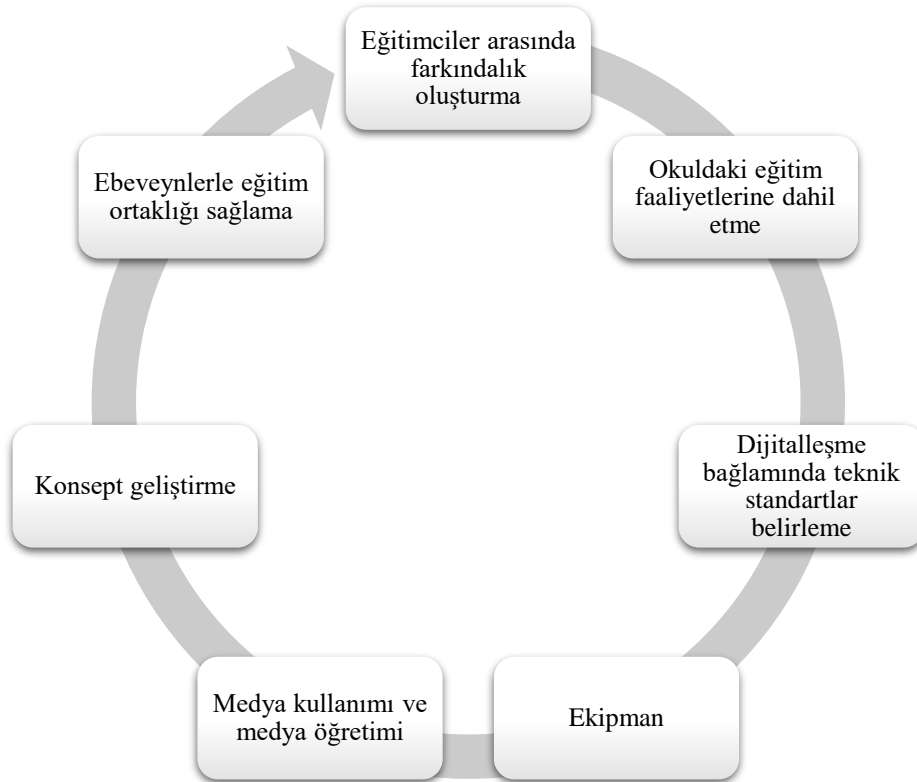 Eğitimciler arasında
farkındalık
oluşturma
Okuldaki eğitim
faaliyetlerine dahil
etme
Dijitalleşme
bağlamında teknik
standartlar
belirleme
Ekipman
Medya kullanımı ve
medya öğretimi
Konsept geliştirme
Ebeveynlerle eğitim
ortaklığı sağlama